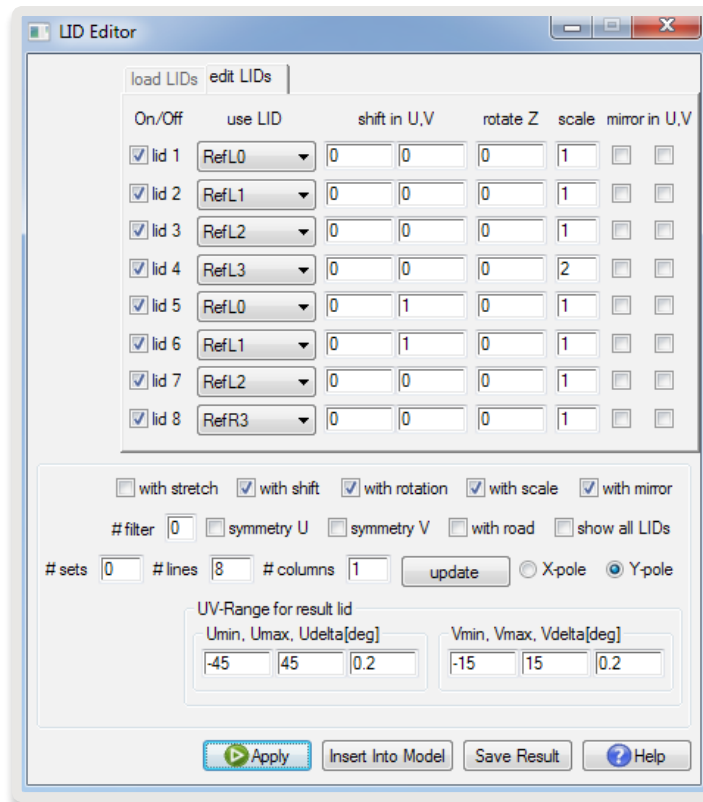 LID Editor
load LIDs edit LIDs
On/Off use LID shift in U,V rotate Z scale mirror in U,V
lid 1 RefL0 0 0 0 1
lid 2 RefL1 0 0 0 1
lid 3 RefL2 0 0 0 1
lid 4 RefL3 0 0 0 2
lid 5 RefL0 0 1 0 1
lid 6 RefL1 0 1 0 1
lid 7 RefL2 0 0 0 1
lid 8 RefR3 0 0 0 1
with stretch with shift with rotation with scale with mirror
# filter 0 symmetry U symmetry V with road show all LIDs
# sets 0 # lines 8 # columns 1 update X-pole Y-pole
UV-Range for result lid
Umin, Umax, Udelta[deg] Vmin, Vmax, Vdelta[deg]
-45 45 0.2 -15 15 0.2
Apply Insert Into Model Save Result Help